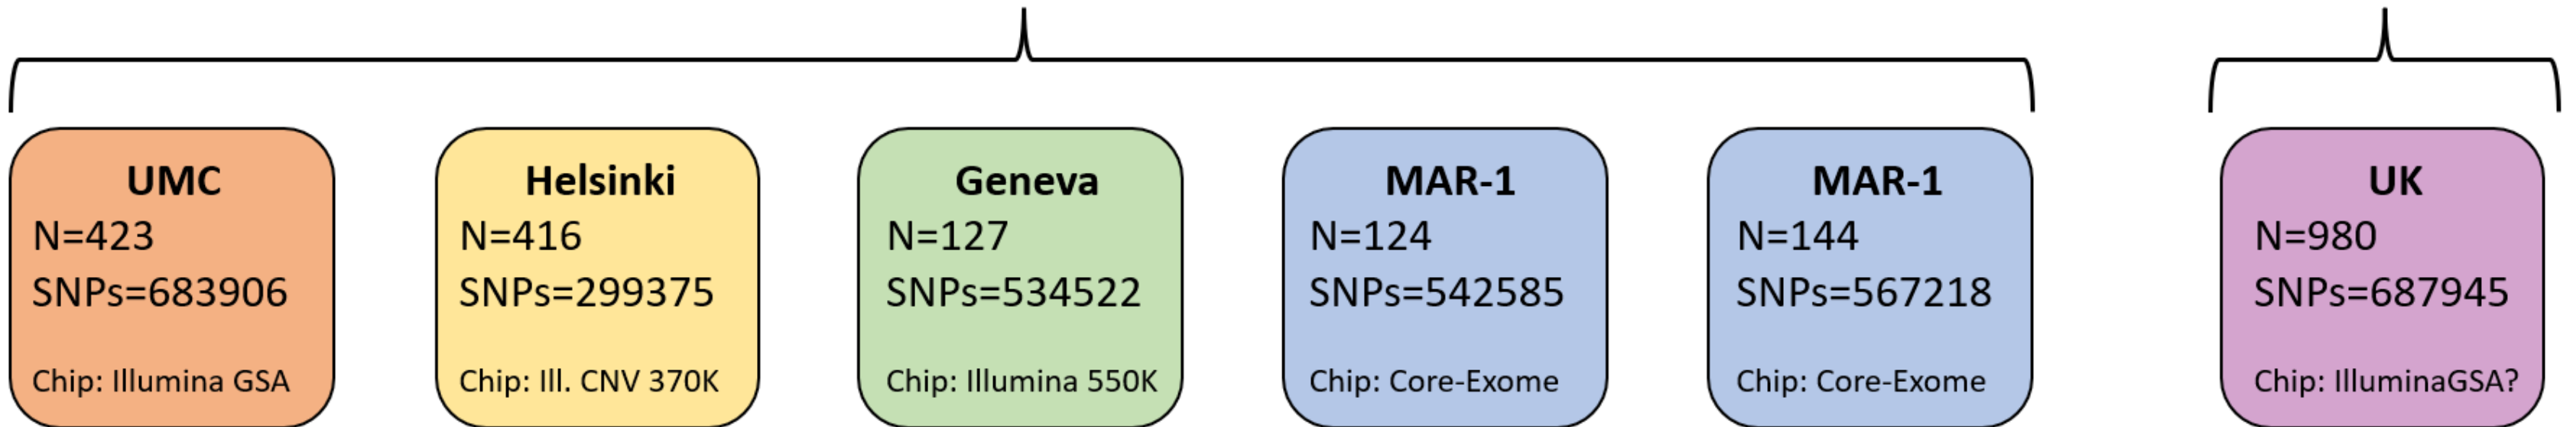 UMC
N=423
SNPs=683906
Chip: Illumina GSA
Helsinki
N=416
SNPs=299375
Chip: Ill. CNV 370K
Geneva
N=127
SNPs=534522
Chip: Illumina 550K
MAR-1
N=124
SNPs=542585
Chip: Core-Exome
MAR-1
N=144
SNPs=567218
Chip: Core-Exome
UK
N=980
SNPs=687945
Chip: IlluminaGSA?